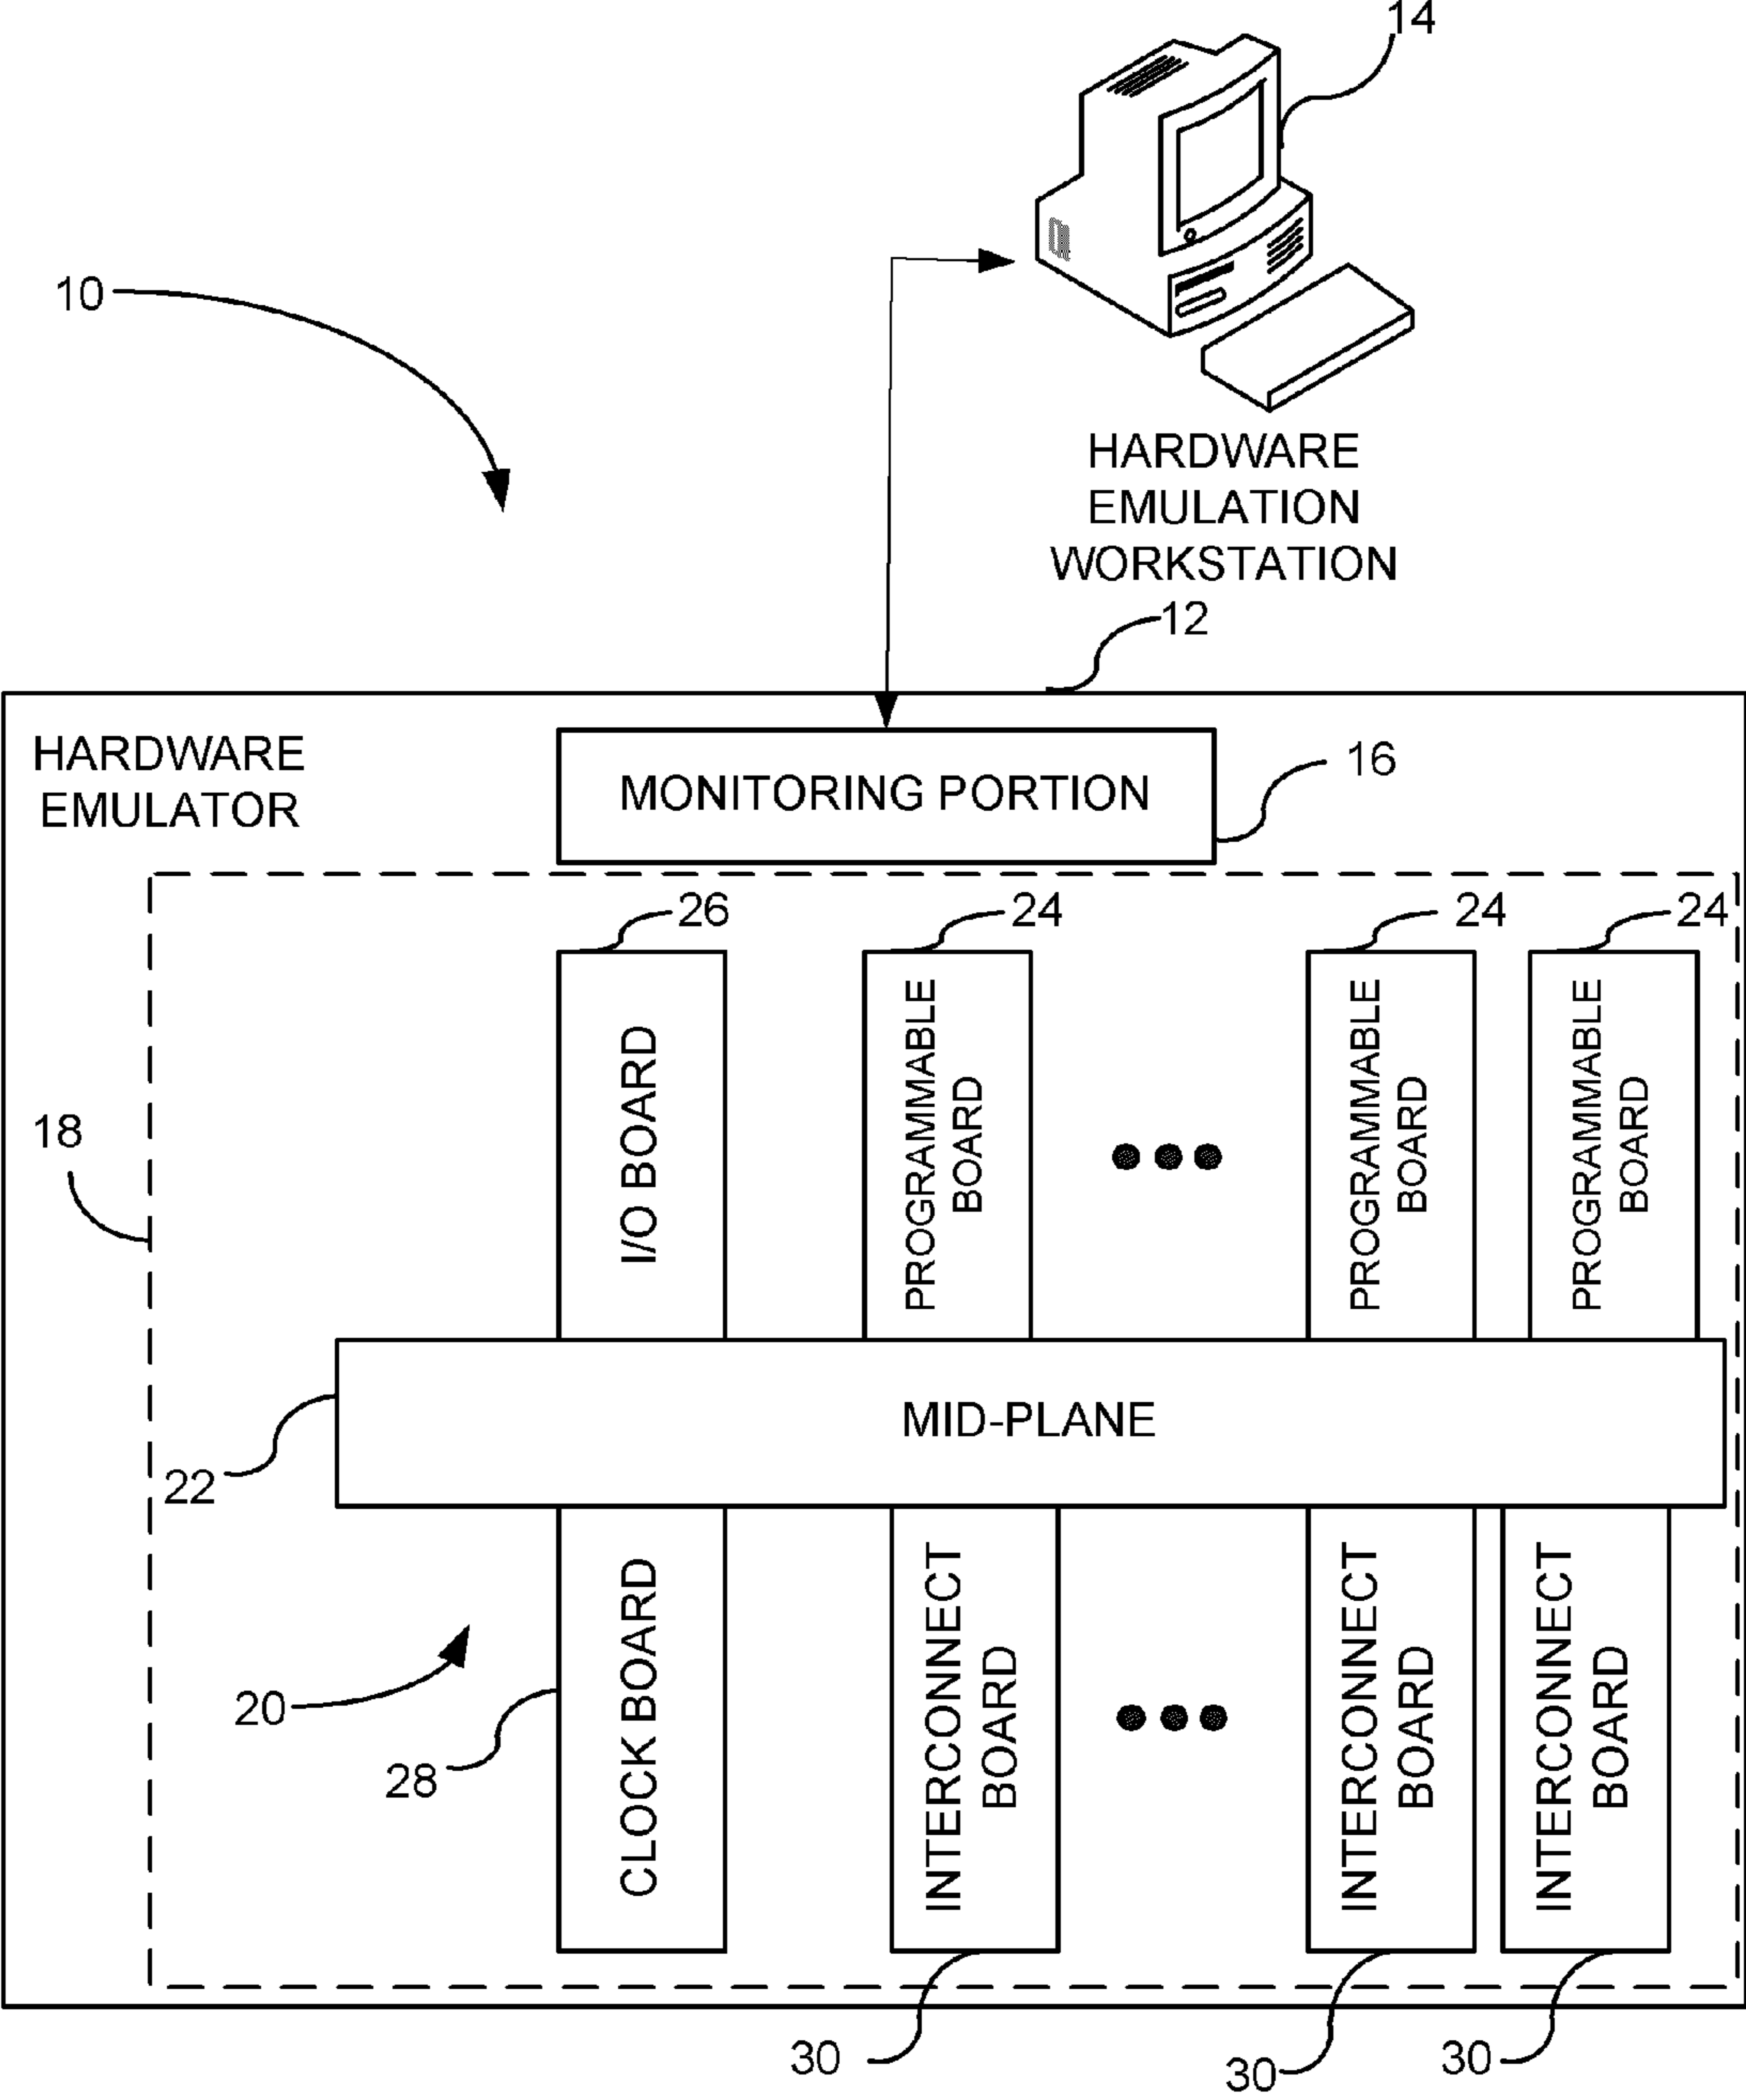 14
10
HARDWARE
EMULATION
WORKSTATION
12
HARDWARE
EMULATOR
MONITORING PORTION
16
26
24
24
24
I/O BOARD
PROGRAMMABLE
BOARD
PROGRAMMABLE
BOARD
PROGRAMMABLE
BOARD
18
MID-PLANE
22
CLOCK BOARD
INTERCONNECT
BOARD
INTERCONNECT
BOARD
INTERCONNECT
BOARD
20
28
30
30
30